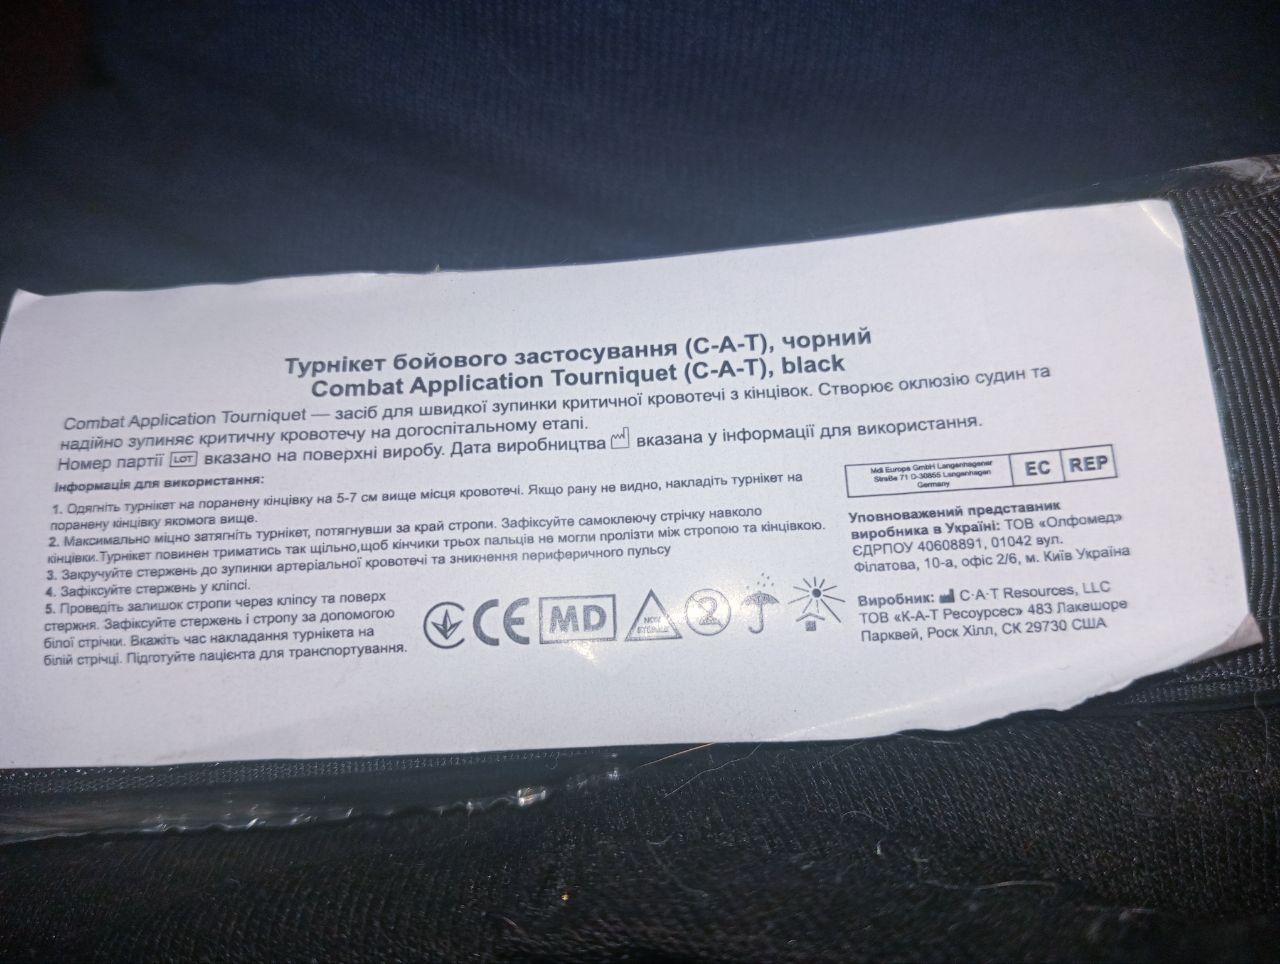 Турнікет бойового застосування (С-А-Т), чорний
Combat Application Tourniquet (C-A-T), black
Combat Application Tourniquet — засіб для швидкої зупинки критичної кровотечі з кінцівок. Створює оклюзію судин та
надійно зупиняє критичну кровотечу на догоспітальному етапі.
Номер партії LOT вказано на поверхні виробу. Дата виробництва вказана у інформації для використання.
Інформація для використання:
1. Одягніть турнікет на поранену кінцівку на 5-7 см вище місця кровотечі. Якщо рану не видно, накладіть турнікет на
поранену кінцівку якомога вище.
2. Максимально міцно затягніть турнікет, потягнувши за край стропи. Зафіксуйте самоклеючу стрічку навколо
кінцівки.Турнікет повинен триматись так щільно,щоб кінчики трьох пальців не могли пролізти між стропою та кінцівкою.
3. Закручуйте стержень до зупинки артеріальної кровотечі та зникнення периферичного пульсу
4. Зафіксуйте стержень у кліпсі.
5. Проведіть залишок стропи через кліпсу та поверх
стержня. Зафіксуйте стержень і стропу за допомогою
білої стрічки. Вкажіть час накладання турнікета на
білій стрічці. Підготуйте пацієнта для транспортування.
CE MD NON STERILE 2
Mdi Europa GmbH Langenhagener
Straße 71 D-30855 Langenhagen
Germany
EC REP
Уповноважений представник
виробника в Україні: ТОВ «Олфомед»
ЄДРПОУ 40608891, 01042 вул.
Філатова, 10-а, офіс 2/6, м. Київ Україна
Виробник: C·A·T Resources, LLC
ТОВ «К-А-Т Ресоурсес» 483 Лакешоре
Парквей, Роск Хілл, СК 29730 США